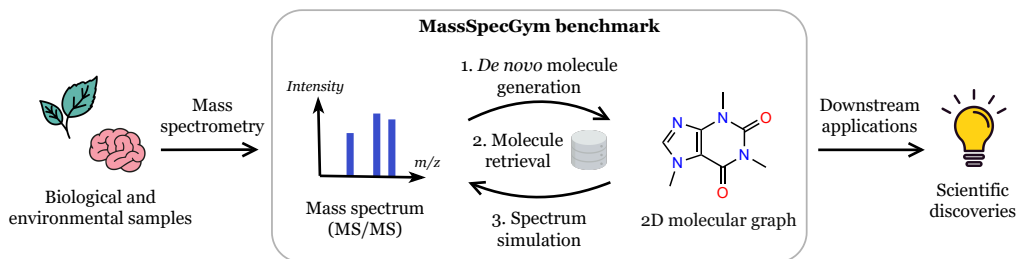 MassSpecGym benchmark
Biological and
environmental samples
Mass
spectrometry
Intensity
m/z
Mass spectrum
(MS/MS)
1. De novo molecule
generation
2. Molecule
retrieval
3. Spectrum
simulation
N
N
N
N
O
O
2D molecular graph
Downstream
applications
Scientific
discoveries